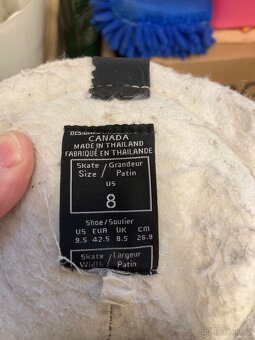 DESIGNED
CANADA
MADE IN THAILAND
FABRIQUÉ EN THAÏLANDE
Skate / Grandeur
Size / Patin
US
8
Shoe/Soulier
US EUR UK CM
9.5 42.5 8.5 26.9
Skate / Largeur
Width / Patin